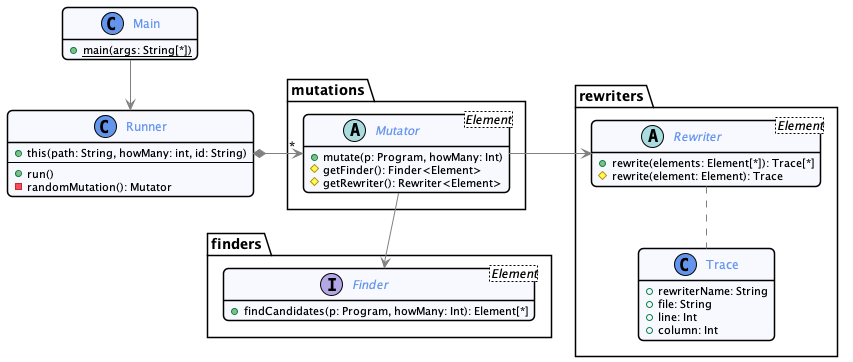 C Main
main(args: String[*])
C Runner
this(path: String, howMany: int, id: String)
run()
randomMutation(): Mutator
*
mutations
A Mutator
Element
mutate(p: Program, howMany: Int)
getFinder(): Finder<Element>
getRewriter(): Rewriter<Element>
finders
I Finder
Element
findCandidates(p: Program, howMany: Int): Element[*]
rewriters
A Rewriter
Element
rewrite(elements: Element[*]): Trace[*]
rewrite(element: Element): Trace
C Trace
rewriterName: String
file: String
line: Int
column: Int